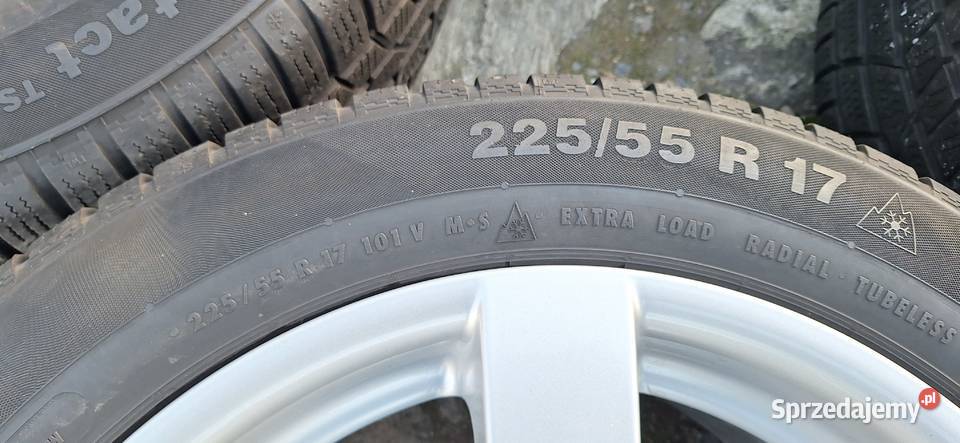 tact TS
225/55 R 17
225/55 R 17 101 V M+S EXTRA LOAD RADIAL · TUBELESS
Sprzedajemy.pl